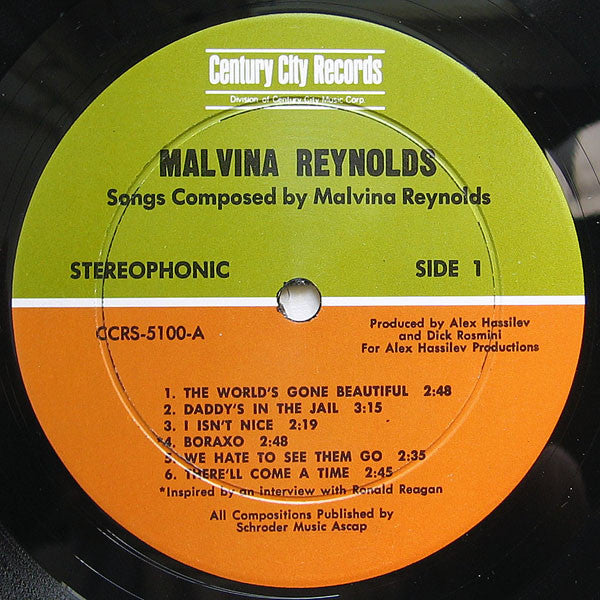 Century City Records
Division of Century City Music Corp.
MALVINA REYNOLDS
Songs Composed by Malvina Reynolds
STEREOPHONIC SIDE 1
CCRS-5100-A
Produced by Alex Hassilev
and Dick Rosmini
For Alex Hassilev Productions
1. THE WORLD'S GONE BEAUTIFUL 2:48
2. DADDY'S IN THE JAIL 3:15
3. I ISN'T NICE 2:19
*4. BORAXO 2:48
5. WE HATE TO SEE THEM GO 2:35
6. THERE'LL COME A TIME 2:45
*Inspired by an interview with Ronald Reagan
All Compositions Published by
Schroder Music Ascap